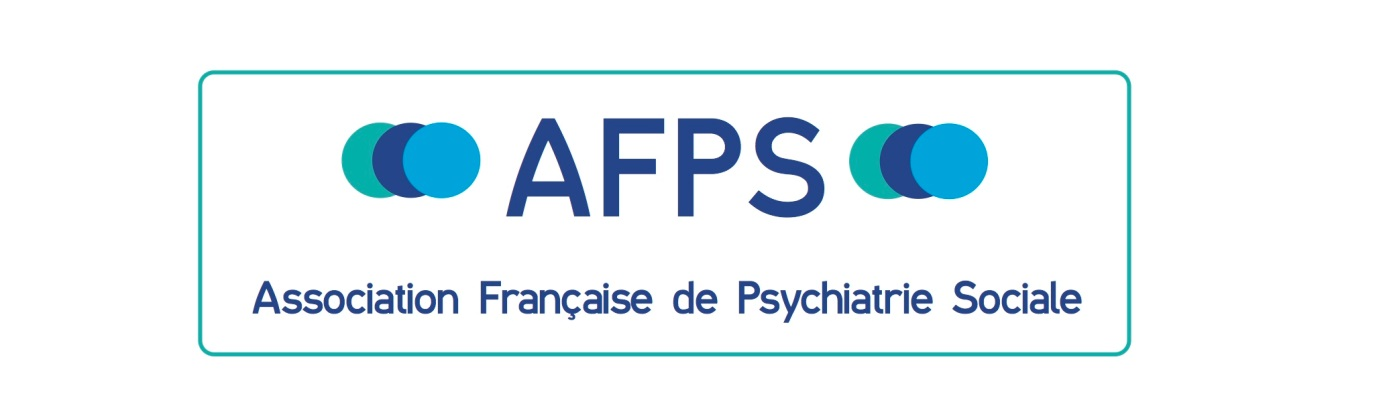 AFPS
Association Française de Psychiatrie Sociale